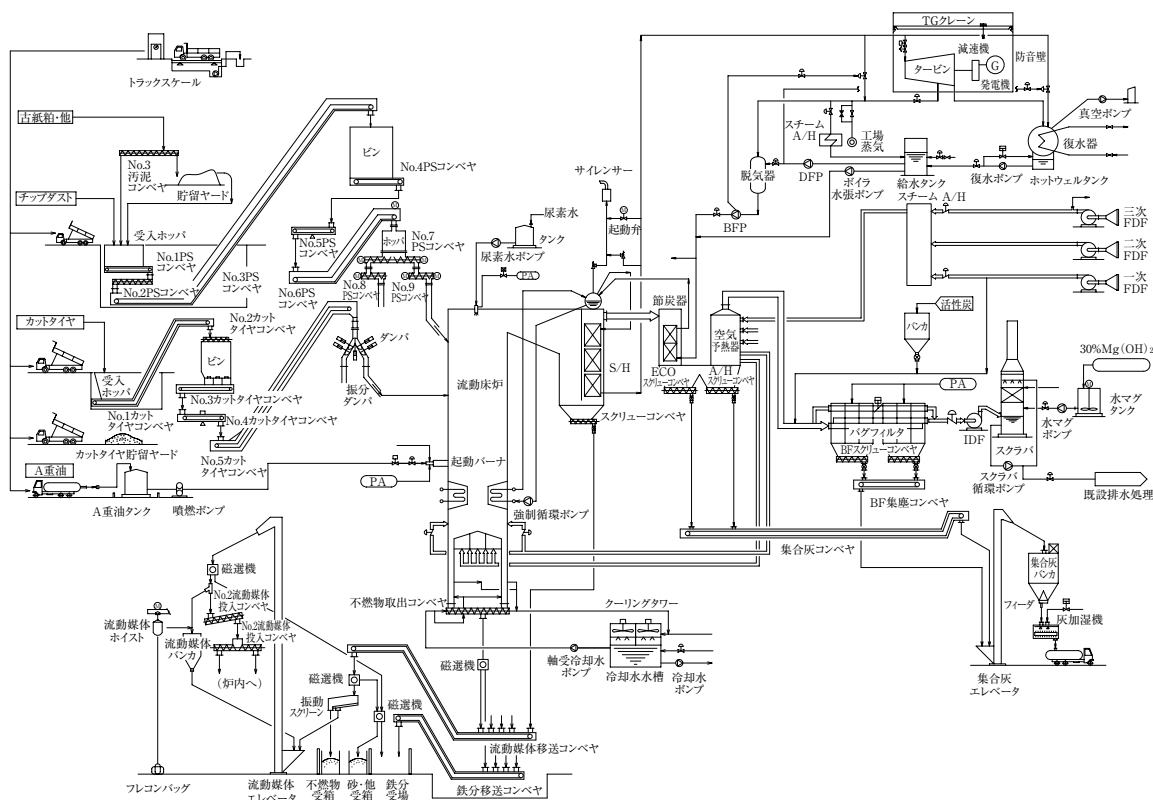 TGクレーン
減速機
タービン
G
発電機
防音壁
トラックスケール
真空ポンプ
古紙粕・他
No.3
汚泥
コンベヤ
貯留ヤード
ビン
No.4PSコンベヤ
スチーム
A/H
工場
蒸気
復水器
脱気器
DFP
ボイラ
水張ポンプ
給水タンク
復水ポンプ
ホットウェルタンク
サイレンサー
起動弁
BFP
スチーム A/H
チップダスト
受入ホッパ
No.1PS
コンベヤ
No.2PSコンベヤ
No.3PS
コンベヤ
No.5PS
コンベヤ
ホッパ
No.7
PSコンベヤ
No.6PS
コンベヤ
No.8
PSコンベヤ
No.9
PSコンベヤ
尿素水
タンク
尿素水ポンプ
PA
三次
FDF
二次
FDF
一次
FDF
カットタイヤ
No.2カット
タイヤコンベヤ
受入
ホッパ
ビン
No.1カット
タイヤコンベヤ
No.3カットタイヤコンベヤ
No.4カットタイヤコンベヤ
No.5カット
タイヤコンベヤ
カットタイヤ貯留ヤード
ダンパ
振分
ダンパ
流動床炉
S/H
節炭器
ECO
スクリューコンベヤ
空気
予熱器
A/H
スクリューコンベヤ
スクリューコンベヤ
活性炭
バンカ
PA
バグフィルタ
BFスクリューコンベヤ
BF集塵コンベヤ
IDF
スクラバ
スクラバ
循環ポンプ
30%Mg(OH)2
水マグ
タンク
水マグ
ポンプ
既設排水処理
A重油
A重油タンク
噴燃ポンプ
起動バーナ
PA
強制循環ポンプ
集合灰コンベヤ
集合灰
バンカ
フィーダ
灰加湿機
集合灰
エレベータ
不燃物取出コンベヤ
クーリングタワー
軸受冷却水
ポンプ
冷却水水槽
冷却水
ポンプ
磁選機
磁選機
No.2流動媒体
投入コンベヤ
No.2流動媒体
投入コンベヤ
流動媒体
ホイスト
流動媒体
バンカ
(炉内へ)
磁選機
振動
スクリーン
磁選機
流動媒体移送コンベヤ
フレコンバッグ
流動媒体
エレベータ
不燃物
受箱
砂・他
受箱
鉄分
受場
鉄分移送コンベヤ